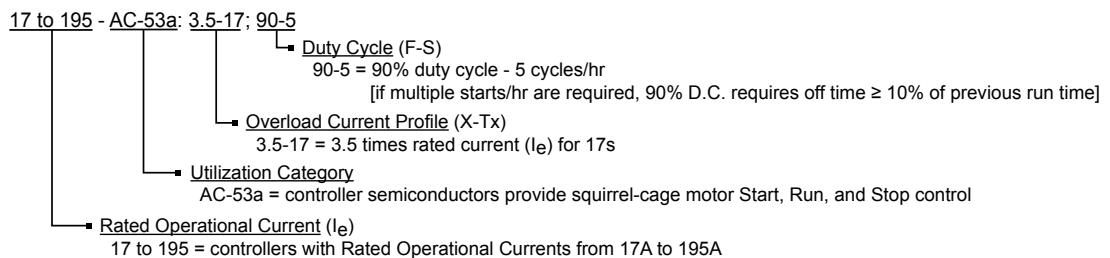 17 to 195 - AC-53a: 3.5-17; 90-5
Duty Cycle (F-S)
90-5 = 90% duty cycle - 5 cycles/hr
[if multiple starts/hr are required, 90% D.C. requires off time ≥ 10% of previous run time]
Overload Current Profile (X-Tx)
3.5-17 = 3.5 times rated current (Ie) for 17s
Utilization Category
AC-53a = controller semiconductors provide squirrel-cage motor Start, Run, and Stop control
Rated Operational Current (Ie)
17 to 195 = controllers with Rated Operational Currents from 17A to 195A